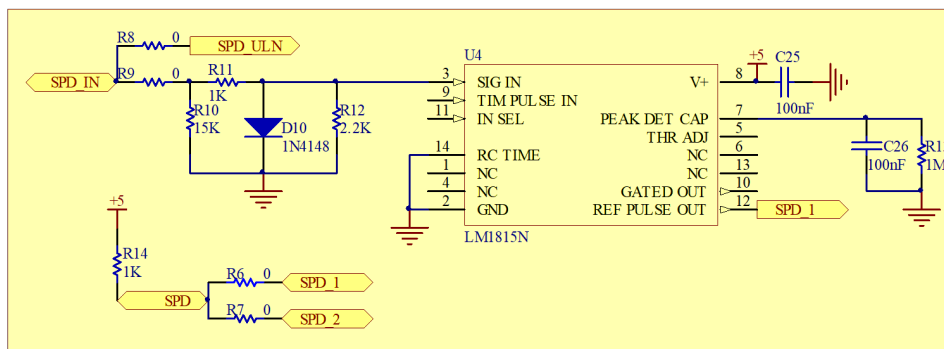 R8 0 SPD_ULN
SPD_IN R9 0 R11
1K
R10
15K
D10
1N4148
R12
2.2K
U4
3 SIG IN
9 TIM PULSE IN
11 IN SEL
14 RC TIME
1 NC
4 NC
2 GND
V+ 8
PEAK DET CAP 7
THR ADJ 5
NC 6
NC 13
GATED OUT 10
REF PULSE OUT 12 SPD_1
LM1815N
+5
C25
100nF
C26
100nF
1M
+5
R14
1K
SPD
R6 0 SPD_1
R7 0 SPD_2